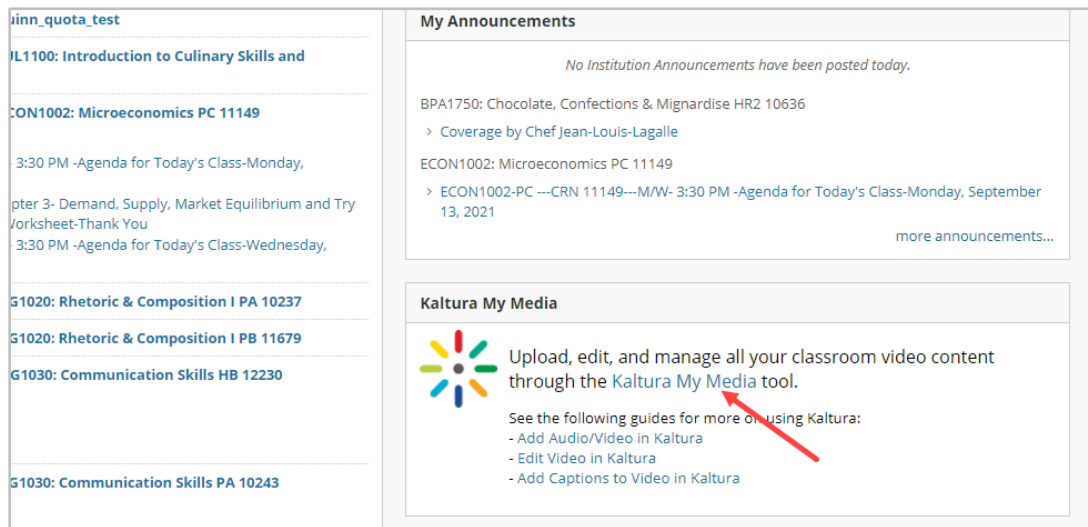 uinn_quota_test
JL1100: Introduction to Culinary Skills and
CON1002: Microeconomics PC 11149
3:30 PM -Agenda for Today's Class-Monday,
pter 3- Demand, Supply, Market Equilibrium and Try
Vorksheet-Thank You
3:30 PM -Agenda for Today's Class-Wednesday,
G1020: Rhetoric & Composition I PA 10237
G1020: Rhetoric & Composition I PB 11679
G1030: Communication Skills HB 12230
G1030: Communication Skills PA 10243
My Announcements
No Institution Announcements have been posted today.
BPA1750: Chocolate, Confections & Mignardise HR2 10636
> Coverage by Chef Jean-Louis-Lagalle
ECON1002: Microeconomics PC 11149
> ECON1002-PC ---CRN 11149---M/W- 3:30 PM -Agenda for Today's Class-Monday, September
13, 2021
more announcements...
Kaltura My Media
Upload, edit, and manage all your classroom video content
through the Kaltura My Media tool.
See the following guides for more on using Kaltura:
- Add Audio/Video in Kaltura
- Edit Video in Kaltura
- Add Captions to Video in Kaltura